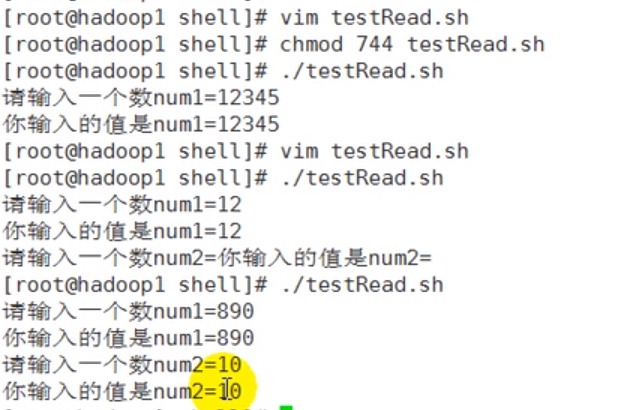 [root@hadoop1 shell]# vim testRead.sh
[root@hadoop1 shell]# chmod 744 testRead.sh
[root@hadoop1 shell]# ./testRead.sh
请输入一个数num1=12345
你输入的值是num1=12345
[root@hadoop1 shell]# vim testRead.sh
[root@hadoop1 shell]# ./testRead.sh
请输入一个数num1=12
你输入的值是num1=12
请输入一个数num2=你输入的值是num2=
[root@hadoop1 shell]# ./testRead.sh
请输入一个数num1=890
你输入的值是num1=890
请输入一个数num2=10
你输入的值是num2=10